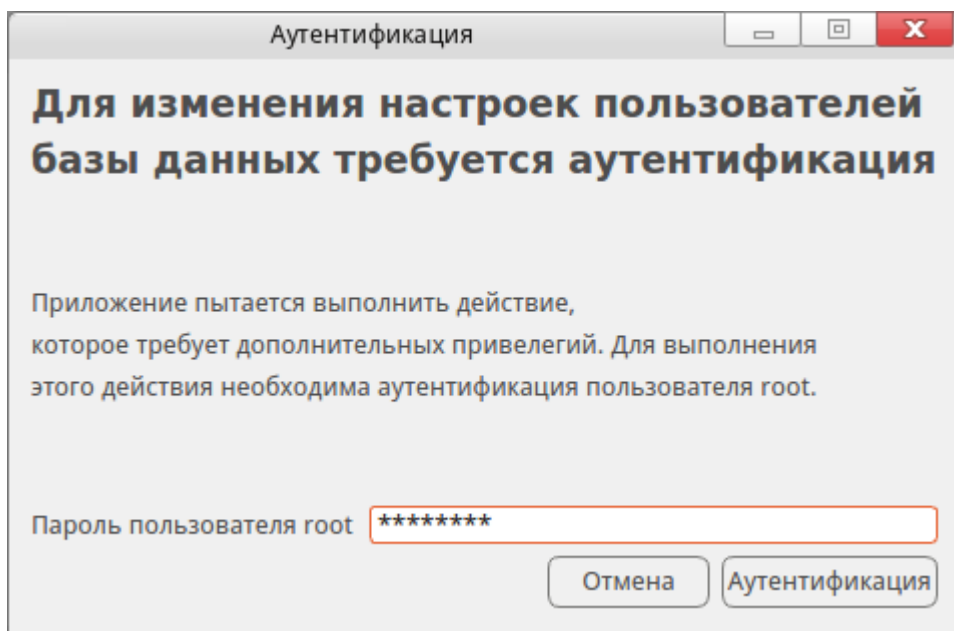 Аутентификация
Для изменения настроек пользователей
базы данных требуется аутентификация
Приложение пытается выполнить действие,
которое требует дополнительных привелегий. Для выполнения
этого действия необходима аутентификация пользователя root.
Пароль пользователя root ********
Отмена Аутентификация